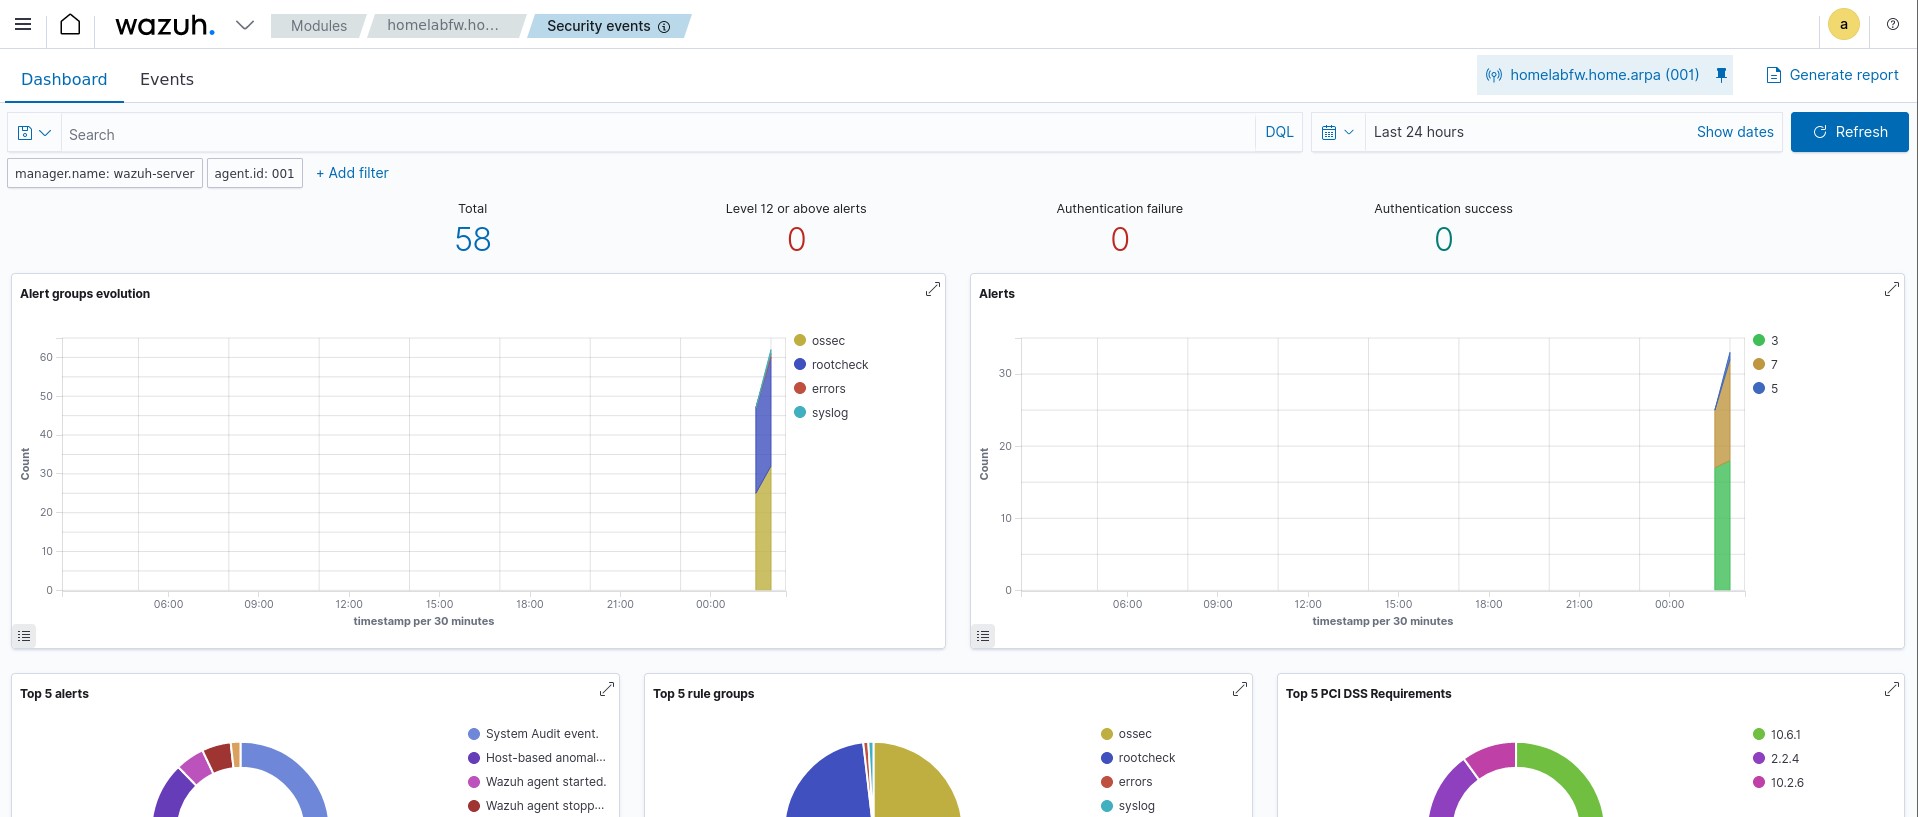 wazuh.
Modules
homelabfw.ho...
Security events
a
Dashboard
Events
homelabfw.home.arpa (001)
Generate report
Search
DQL
Last 24 hours
Show dates
Refresh
manager.name: wazuh-server
agent.id: 001
+ Add filter
Total
58
Level 12 or above alerts
0
Authentication failure
0
Authentication success
0
Alert groups evolution
60
50
40
30
20
10
0
Count
06:00
09:00
12:00
15:00
18:00
21:00
00:00
timestamp per 30 minutes
ossec
rootcheck
errors
syslog
Alerts
30
20
10
0
Count
06:00
09:00
12:00
15:00
18:00
21:00
00:00
timestamp per 30 minutes
3
7
5
Top 5 alerts
System Audit event.
Host-based anomal...
Wazuh agent started.
Wazuh agent stopp...
Top 5 rule groups
ossec
rootcheck
errors
syslog
Top 5 PCI DSS Requirements
10.6.1
2.2.4
10.2.6